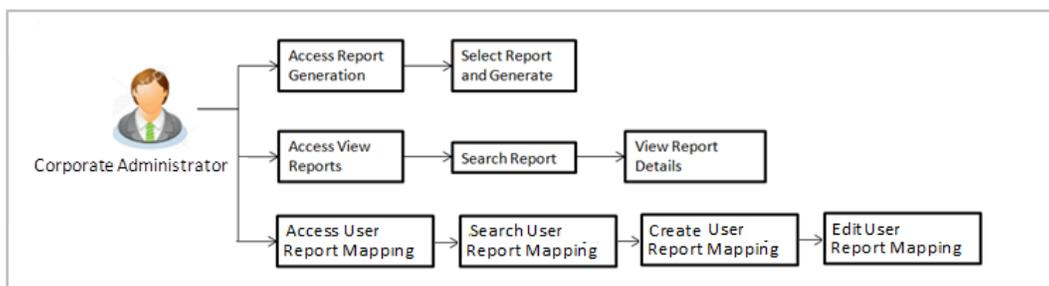 Access Report
Generation
Select Report
and Generate
Corporate Administrator
Access View
Reports
Search Report
View Report
Details
Access User
Report Mapping
Search User
Report Mapping
Create User
Report Mapping
Edit User
Report Mapping